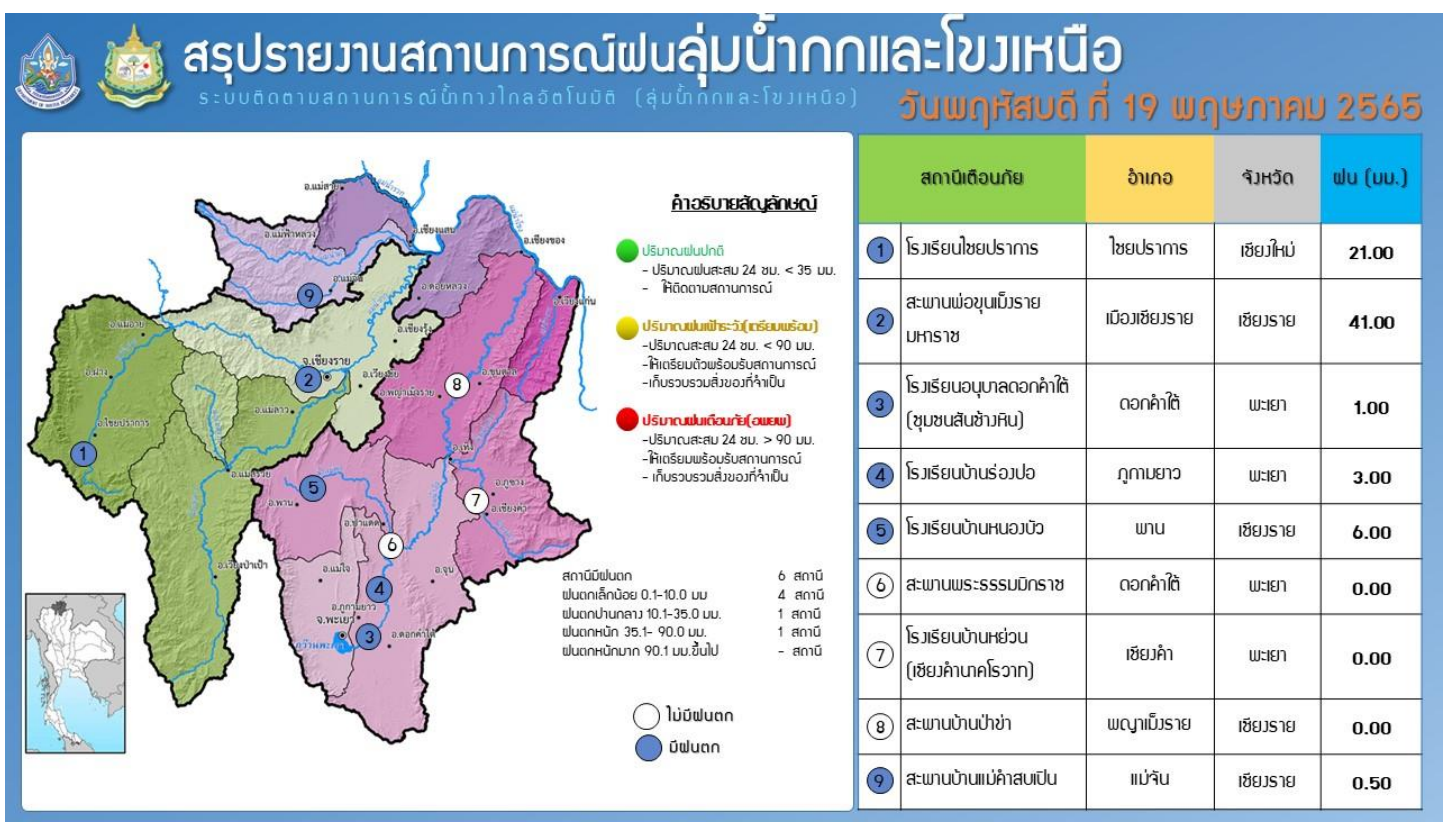 สรุปรายงานสถานการณ์ฝนลุ่มน้ำกกและโขงเหนือ
ระบบติดตามสถานการณ์น้ำทางไกลอัตโนมัติ (ลุ่มน้ำกกและโขงเหนือ)
วันพฤหัสบดี ที่ 19 พฤษภาคม 2565
อ.แม่สาย
อ.แม่ฟ้าหลวง
อ.เชียงแสน
อ.เชียงของ
อ.แม่จัน
9
อ.ดอยหลวง
อ.เวียงแก่น
อ.แม่อาย
อ.เชียงรุ้ง
อ.ฝาง
จ.เชียงราย
2
อ.เวียงชัย
อ.พญาเม็งราย
8
อ.ขุนตาล
อ.แม่ลาว
อ.ไชยปราการ
1
อ.แม่สรวย
อ.เทิง
5
อ.พาน
อ.ภูซาง
7
อ.เชียงคำ
อ.ป่าแดด
6
อ.เวียงป่าเป้า
อ.แม่ใจ
4
อ.จุน
อ.ภูกามยาว
จ.พะเยา
3
อ.ดอกคำใต้
กว๊านพะเยา
คำอธิบายสัญลักษณ์
ปริมาณฝนปกติ
- ปริมาณฝนสะสม 24 ชม. < 35 มม.
- ให้ติดตามสถานการณ์
ปริมาณฝนเฝ้าระวัง(เตรียมพร้อม)
-ปริมาณสะสม 24 ชม. < 90 มม.
-ให้เตรียมตัวพร้อมรับสถานการณ์
-เก็บรวบรวมสิ่งของที่จำเป็น
ปริมาณฝนเตือนภัย(อพยพ)
-ปริมาณสะสม 24 ชม. > 90 มม.
-ให้เตรียมพร้อมรับสถานการณ์
- เก็บรวบรวมสิ่งของที่จำเป็น
สถานีมีฝนตก 6 สถานี
ฝนตกเล็กน้อย 0.1-10.0 มม 4 สถานี
ฝนตกปานกลาง 10.1-35.0 มม. 1 สถานี
ฝนตกหนัก 35.1- 90.0 มม. 1 สถานี
ฝนตกหนักมาก 90.1 มม.ขึ้นไป - สถานี
ไม่มีฝนตก
มีฝนตก
สถานีเตือนภัย อำเภอ จังหวัด ฝน (มม.)
1 โรงเรียนไชยปราการ ไชยปราการ เชียงใหม่ 21.00
2 สะพานพ่อขุนเม็งราย
มหาราช เมืองเชียงราย เชียงราย 41.00
3 โรงเรียนอนุบาลดอกคำใต้
(ชุมชนสันช้างหิน) ดอกคำใต้ พะเยา 1.00
4 โรงเรียนบ้านร่องปอ ภูกามยาว พะเยา 3.00
5 โรงเรียนบ้านหนองบัว พาน เชียงราย 6.00
6 สะพานพระธรรมมิกราช ดอกคำใต้ พะเยา 0.00
7 โรงเรียนบ้านหย่วน
(เชียงคำนาคโรวาท) เชียงคำ พะเยา 0.00
8 สะพานบ้านป่าข่า พญาเม็งราย เชียงราย 0.00
9 สะพานบ้านแม่คำสบเปิน แม่จัน เชียงราย 0.50